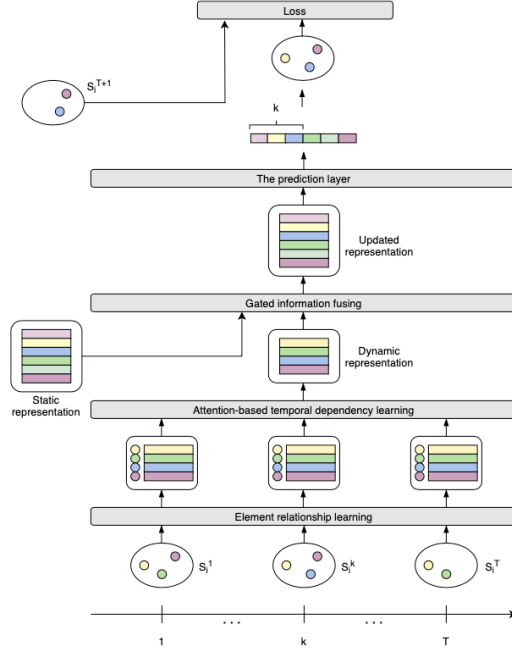 Loss
S_i^{T+1}
k
The prediction layer
Updated
representation
Gated information fusing
Dynamic
representation
Static
representation
Attention-based temporal dependency learning
Element relationship learning
S_i^1
S_i^k
S_i^T
. . .
. . .
1
k
T